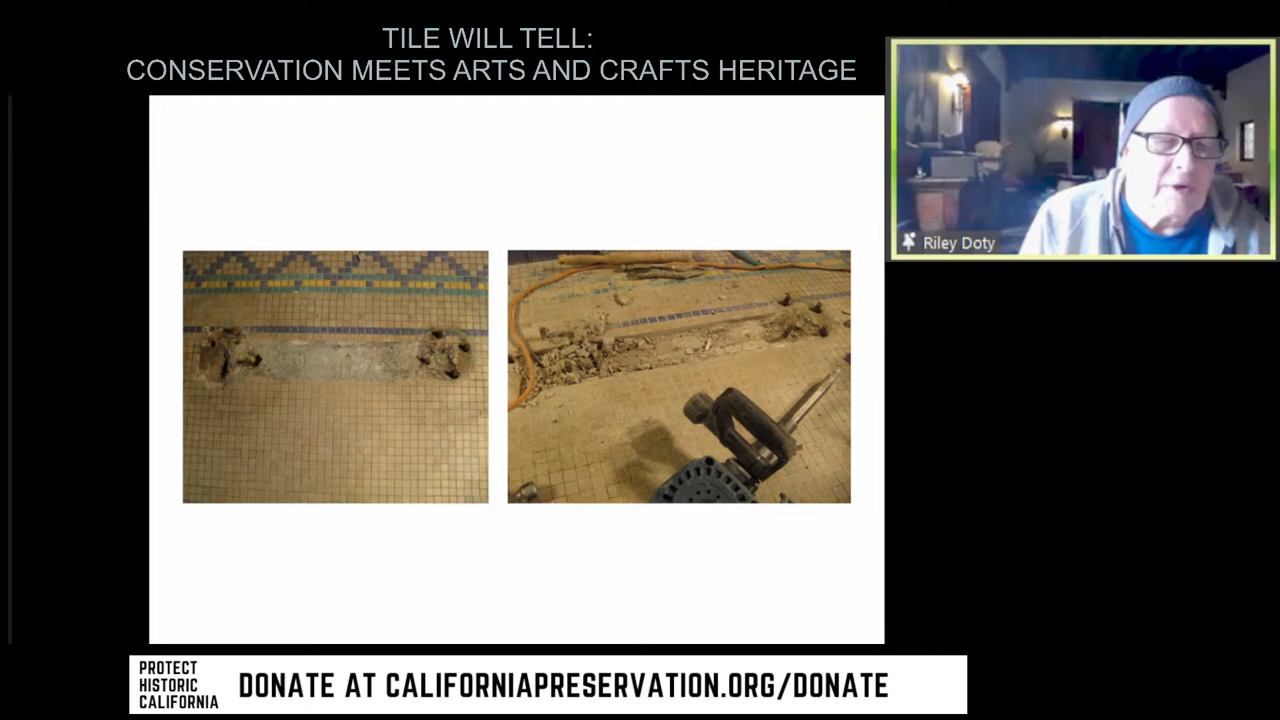 TILE WILL TELL:
CONSERVATION MEETS ARTS AND CRAFTS HERITAGE
Riley Doty
PROTECT
HISTORIC
CALIFORNIA
DONATE AT CALIFORNIAPRESERVATION.ORG/DONATE